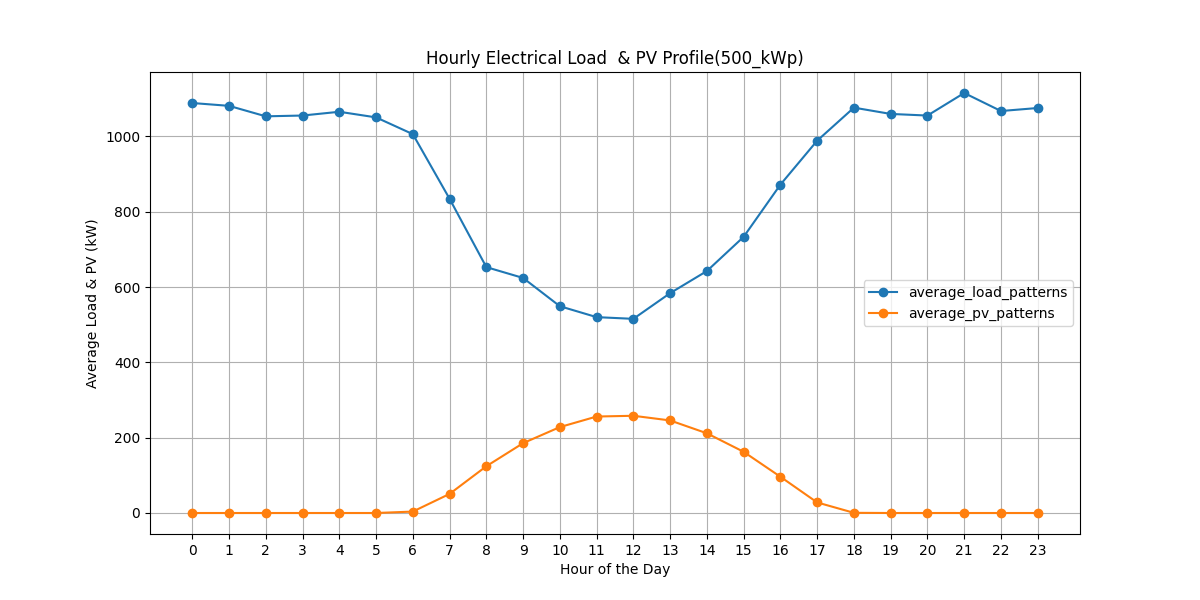 Hourly Electrical Load  & PV Profile(500_kWp)
Average Load & PV (kW)
1000
800
600
400
200
0
average_load_patterns
average_pv_patterns
0 1 2 3 4 5 6 7 8 9 10 11 12 13 14 15 16 17 18 19 20 21 22 23
Hour of the Day